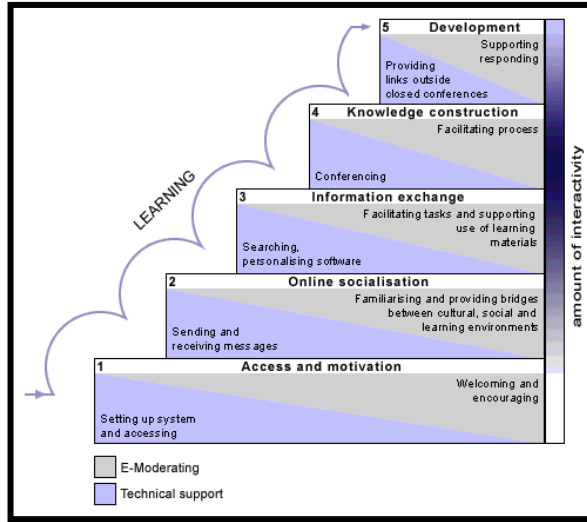 5 Development
Supporting
responding
Providing
links outside
closed conferences
4 Knowledge construction
Facilitating process
Conferencing
3 Information exchange
Facilitating tasks and supporting
use of learning
materials
Searching,
personalising software
2 Online socialisation
Familiarising and providing bridges
between cultural, social and
learning environments
Sending and
receiving messages
1 Access and motivation
Welcoming and
encouraging
Setting up system
and accessing
LEARNING
amount of interactivity
E-Moderating
Technical support